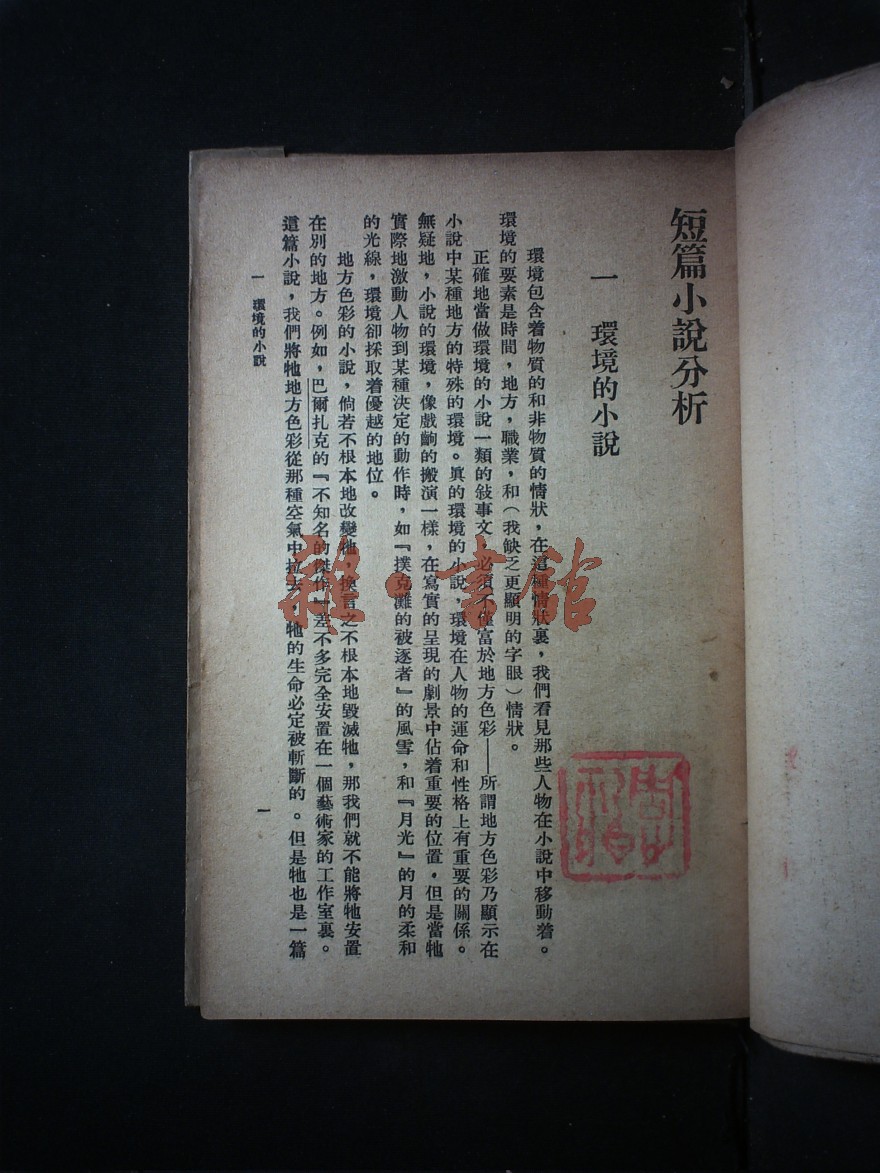 短篇小說分析
一　環境的小說
環境包含着物質的和非物質的情狀，在這種情狀裏，我們看見那些人物在小說中移動着。
環境的要素是時間，地方，職業，和（我缺乏更顯明的字眼）情狀。
正確地當做環境的小說一類的敍事文，必須不僅富於地方色彩——所謂地方色彩乃顯示在
小說中某種地方的特殊的環境。眞的環境的小說，環境在人物的運命和性格上有重要的關係。
無疑地，小說的環境，像戲齣的搬演一樣，在寫實的呈現的劇景中佔着重要的位置，但是當牠
實際地激動人物到某種決定的動作時，如『撲克灘的被逐者』的風雪，和『月光』的月的柔和
的光線，環境卻採取着優越的地位。
地方色彩的小說，倘若不根本地改變牠，換言之不根本地毀滅牠，那我們就不能將牠安置
在別的地方。例如，巴爾扎克的『不知名的傑作』差不多完全安置在一個藝術家的工作室裏。
這篇小說，我們將牠地方色彩從那種空氣中拉去，牠的生命必定被斬斷的。但是牠也是一篇
一　環境的小說
一
雜·書館